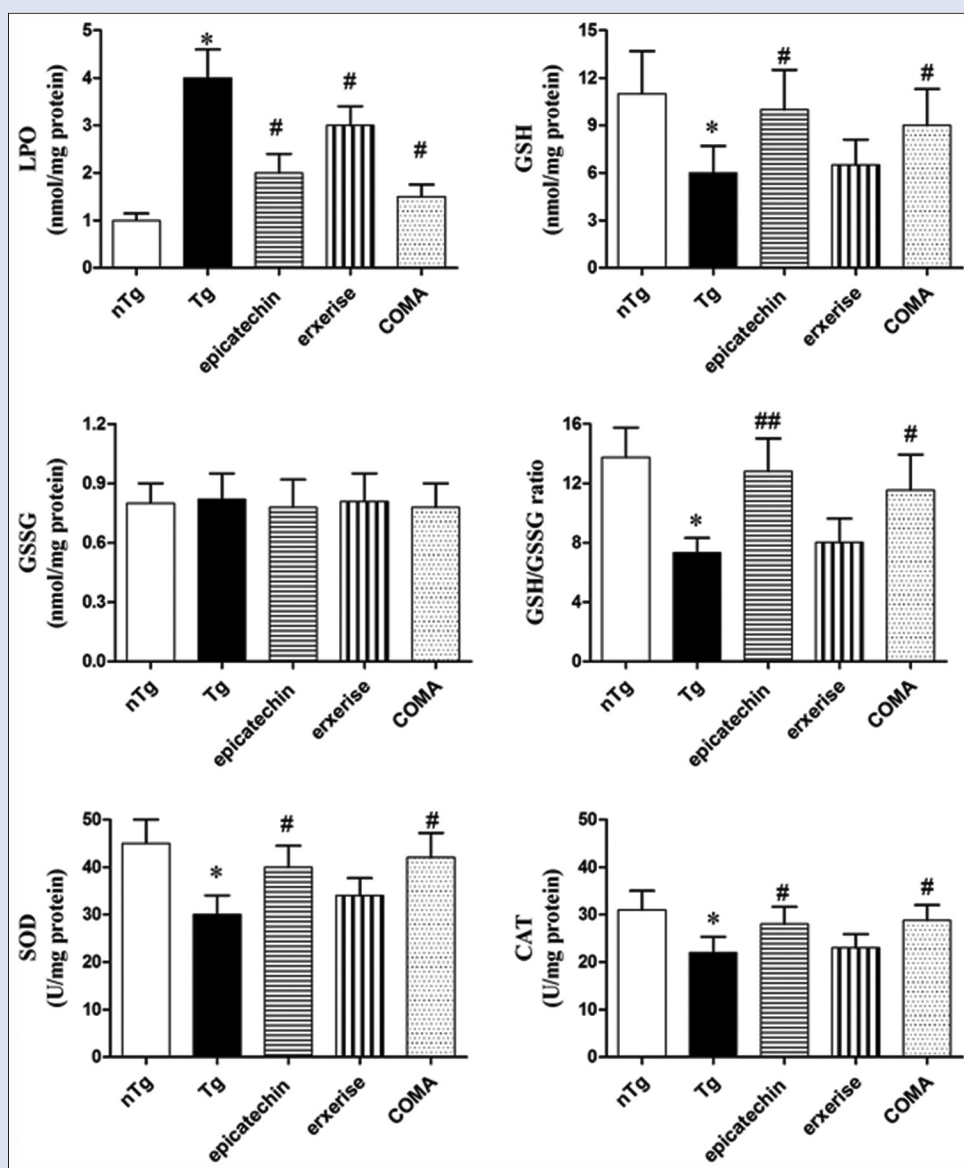 LPO
(nmol/mg protein)
5
4
3
2
1
0
*
#
#
#
nTg
Tg
epicatechin
erxerise
COMA
GSH
(nmol/mg protein)
15
12
9
6
3
0
*
#
#
nTg
Tg
epicatechin
erxerise
COMA
GSSG
(nmol/mg protein)
1.2
0.9
0.6
0.3
0.0
nTg
Tg
epicatechin
erxerise
COMA
GSH/GSSG ratio
16
12
8
4
0
*
##
#
nTg
Tg
epicatechin
erxerise
COMA
SOD
(U/mg protein)
50
40
30
20
10
0
*
#
#
nTg
Tg
epicatechin
erxerise
COMA
CAT
(U/mg protein)
50
40
30
20
10
0
*
#
#
nTg
Tg
epicatechin
erxerise
COMA